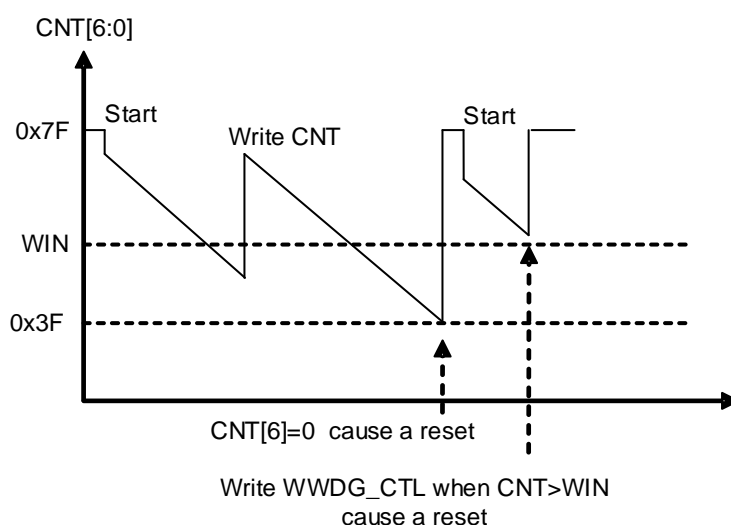 CNT[6:0]
Start
Start
0x7F
Write CNT
WIN
0x3F
CNT[6]=0 cause a reset
Write WWDG_CTL when CNT>WIN
cause a reset